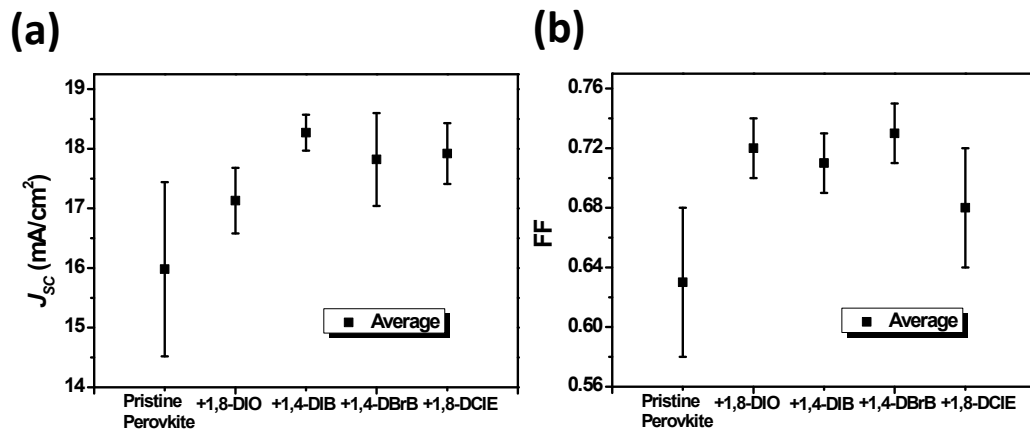 (a)
(b)
19
18
17
16
15
14
J_SC (mA/cm²)
Average
Pristine
Perovkite
+1,8-DIO
+1,4-DIB
+1,4-DBrB
+1,8-DCIE
0.76
0.72
0.68
0.64
0.60
0.56
FF
Average
Pristine
Perovkite
+1,8-DIO
+1,4-DIB
+1,4-DBrB
+1,8-DCIE